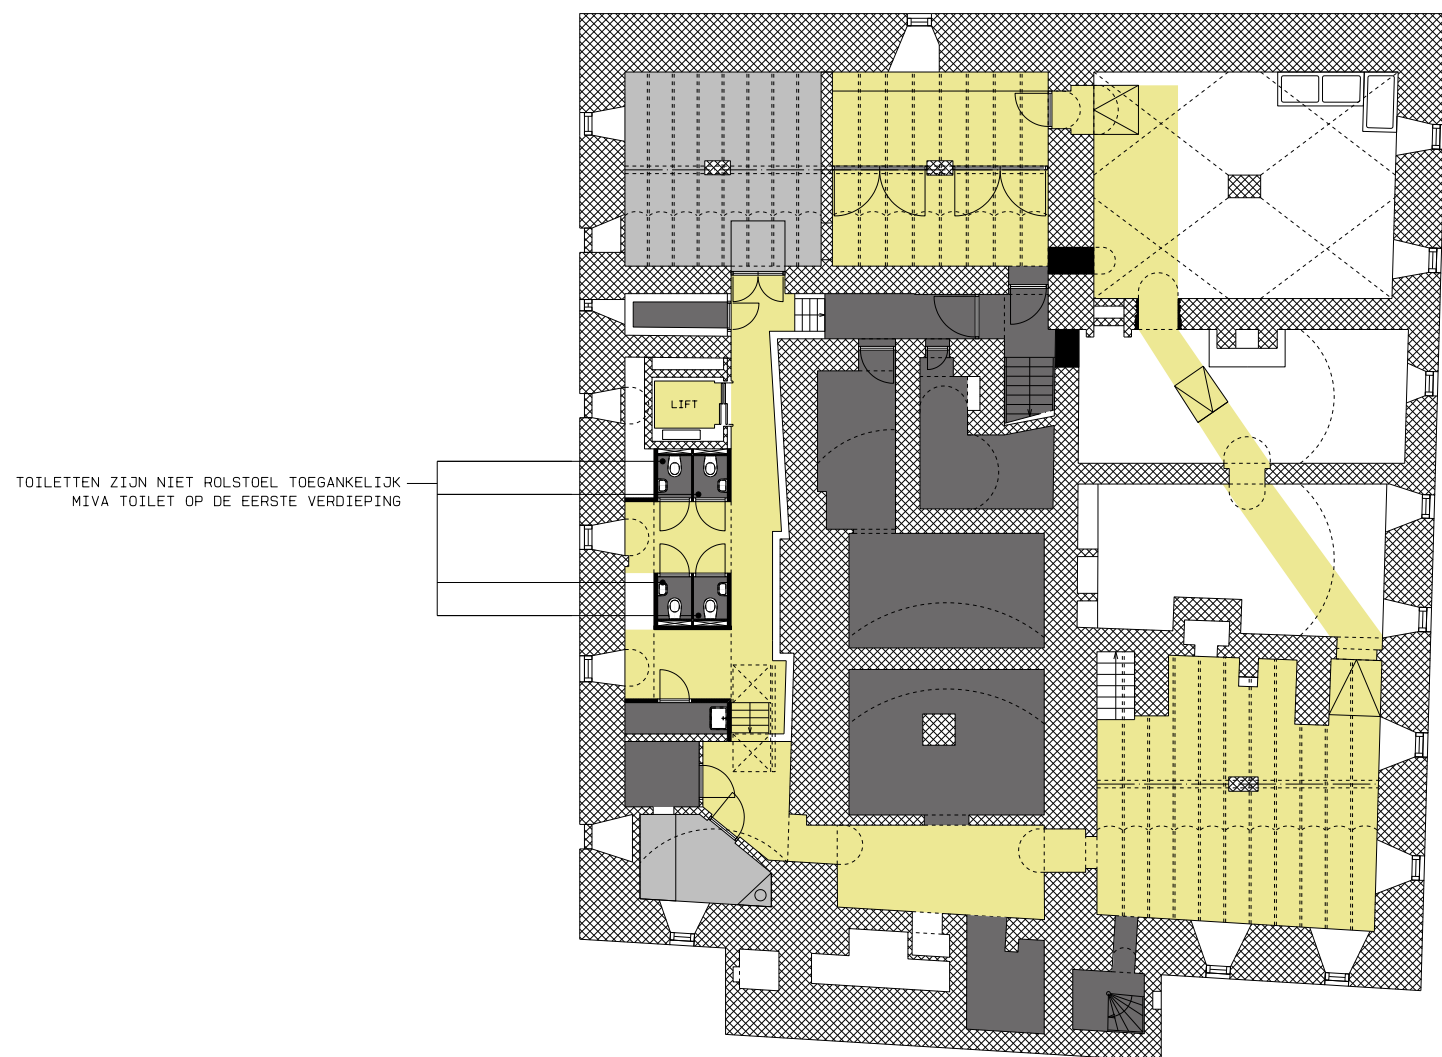 LIFT
TOILETTEN ZIJN NIET ROLSTOEL TOEGANKELIJK
MIVA TOILET OP DE EERSTE VERDIEPING